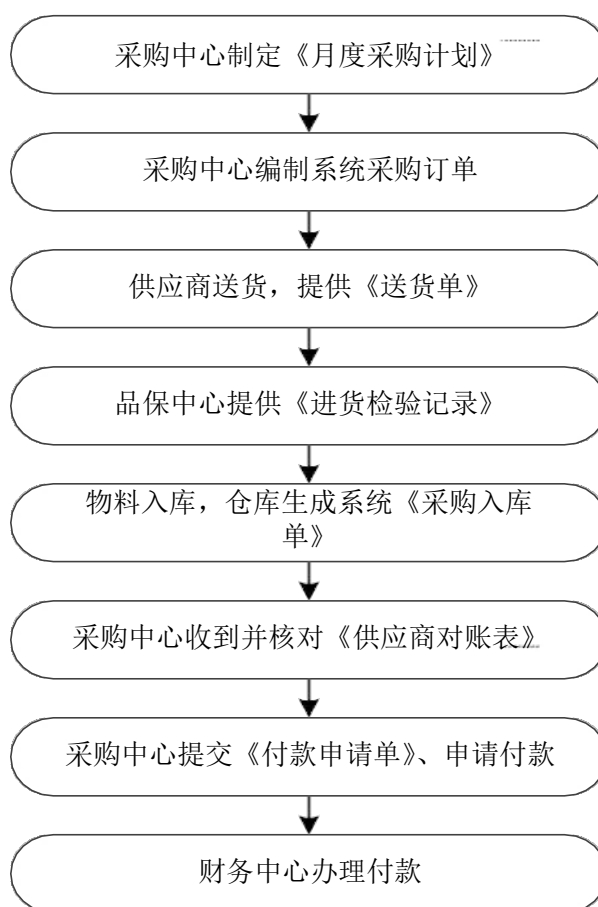 采购中心制定《月度采购计划》
采购中心编制系统采购订单
供应商送货，提供《送货单》
品保中心提供《进货检验记录》
物料入库，仓库生成系统《采购入库
单》
采购中心收到并核对《供应商对账表》
采购中心提交《付款申请单》、申请付款
财务中心办理付款